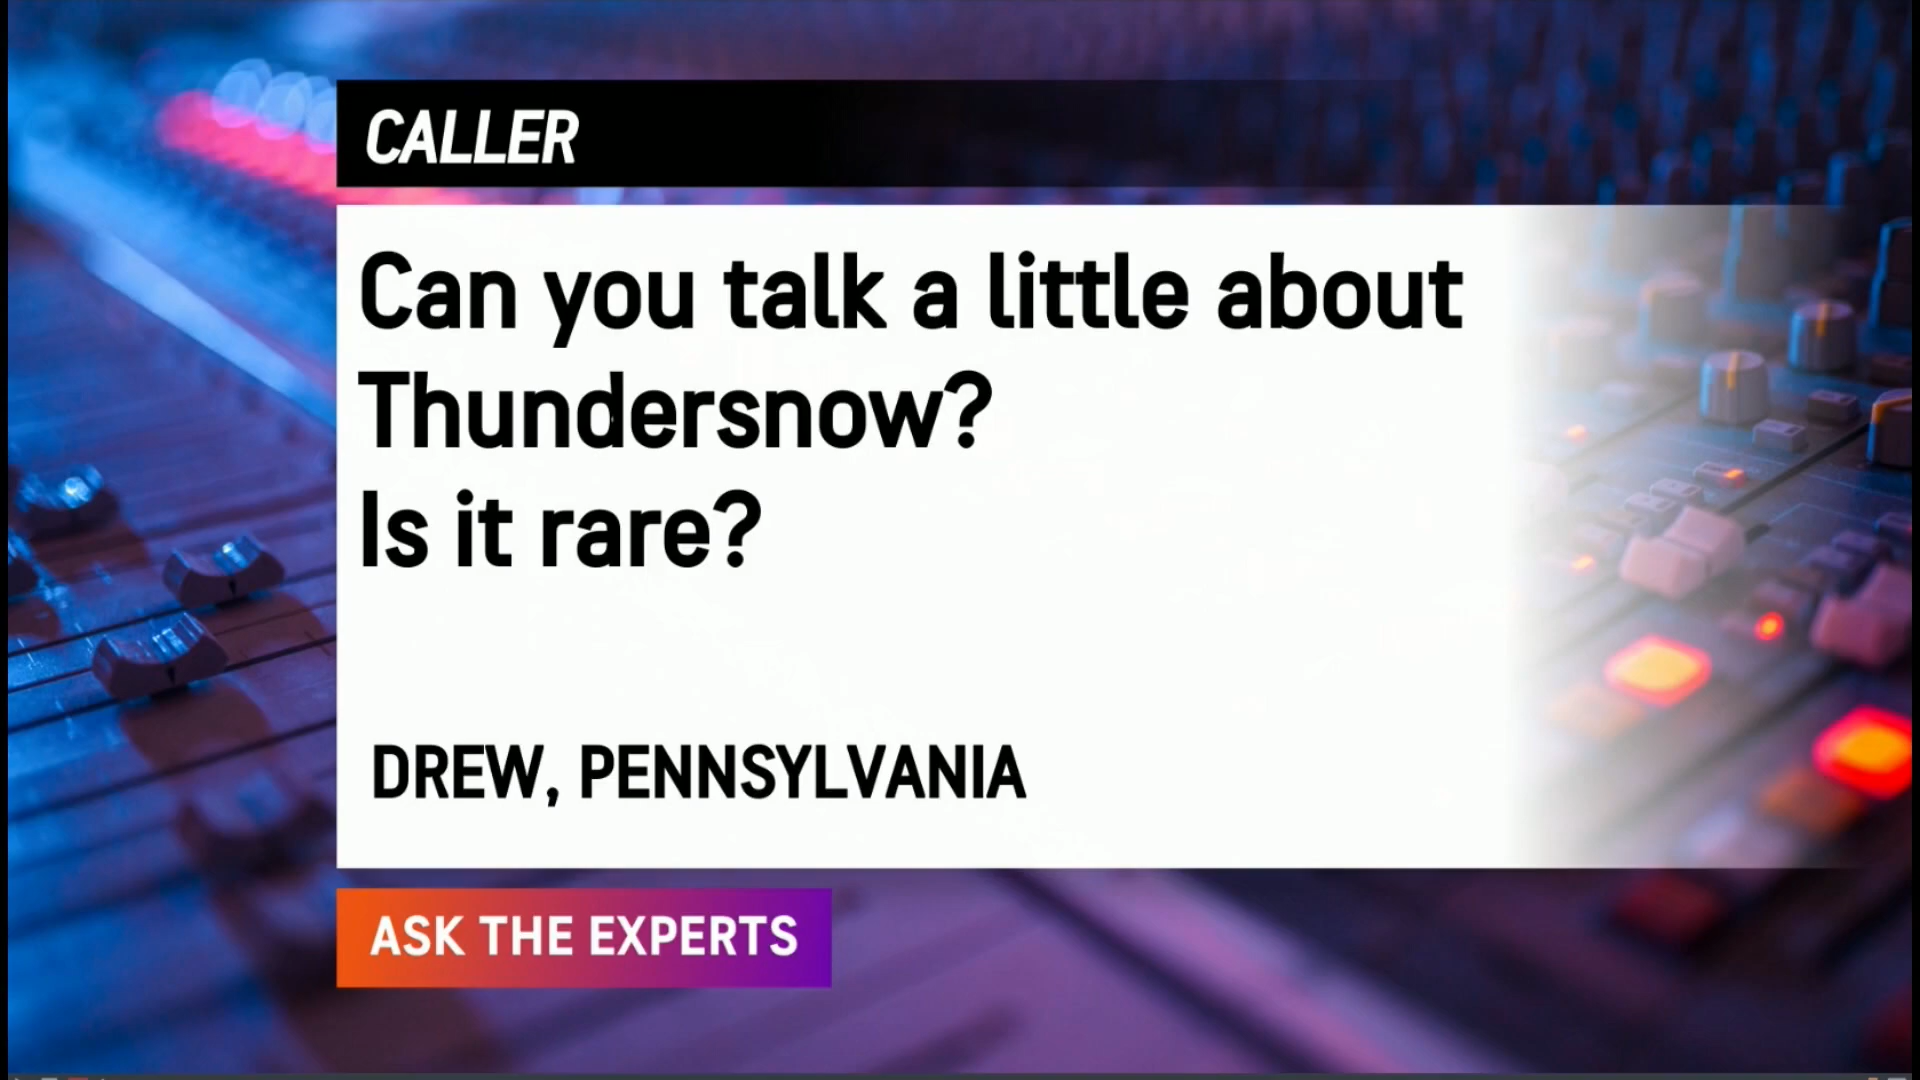 CALLER
Can you talk a little about
Thundersnow?
Is it rare?
DREW, PENNSYLVANIA
ASK THE EXPERTS